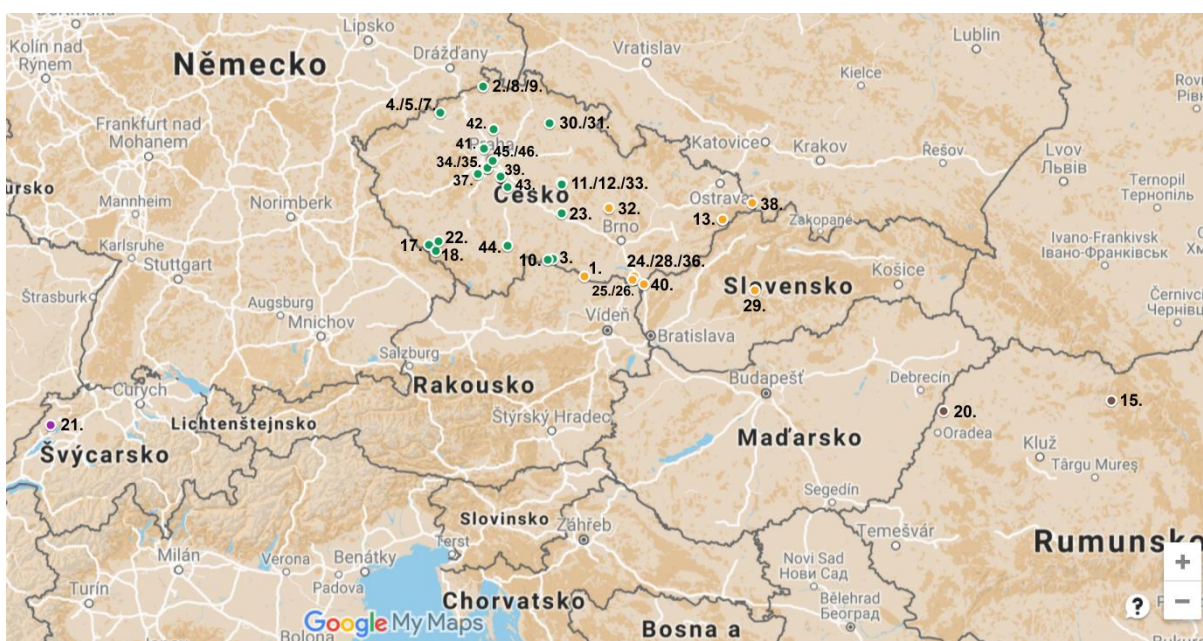 Kolín nad
Rýnem
Německo
Lipsko
Drážďany
Vratislav
Lublin
Kielce
2./8./9.
4./5./7.
30./31.
42.
Praha
41.
45./46.
34./35.
39.
37.
43.
Česko
11./12./33.
Frankfurt nad
Mohanem
Katovice
Krakov
Řešov
Lvov
Львів
Ternopil
Тернопіль
Mannheim
Norimberk
32.
Ostrava
38.
13.
23.
Brno
Zakopané
Karlsruhe
Stuttgart
17.
22.
18.
44.
10.
3.
1.
24./28./36.
25./26.
40.
Slovensko
29.
Košice
Ivano-Frankivsk
Івано-Франківськ
Štrasburk
Augsburg
Mnichov
Vídeň
Bratislava
Salzburg
Rakousko
Budapešť
Debrecín
Curych
Lichtenštejnsko
Štýrský Hradec
Maďarsko
20.
Oradea
15.
Kluž
21.
Švýcarsko
Târgu Mureș
Segedín
Slovinsko
Záhřeb
Temešvár
Rumunsko
Terst
Milán
Verona
Benátky
Padova
Turín
Novi Sad
Нови Сад
Chorvatsko
Bělehrad
Београд
Google My Maps
Bolona
Bosna a
+
−
?